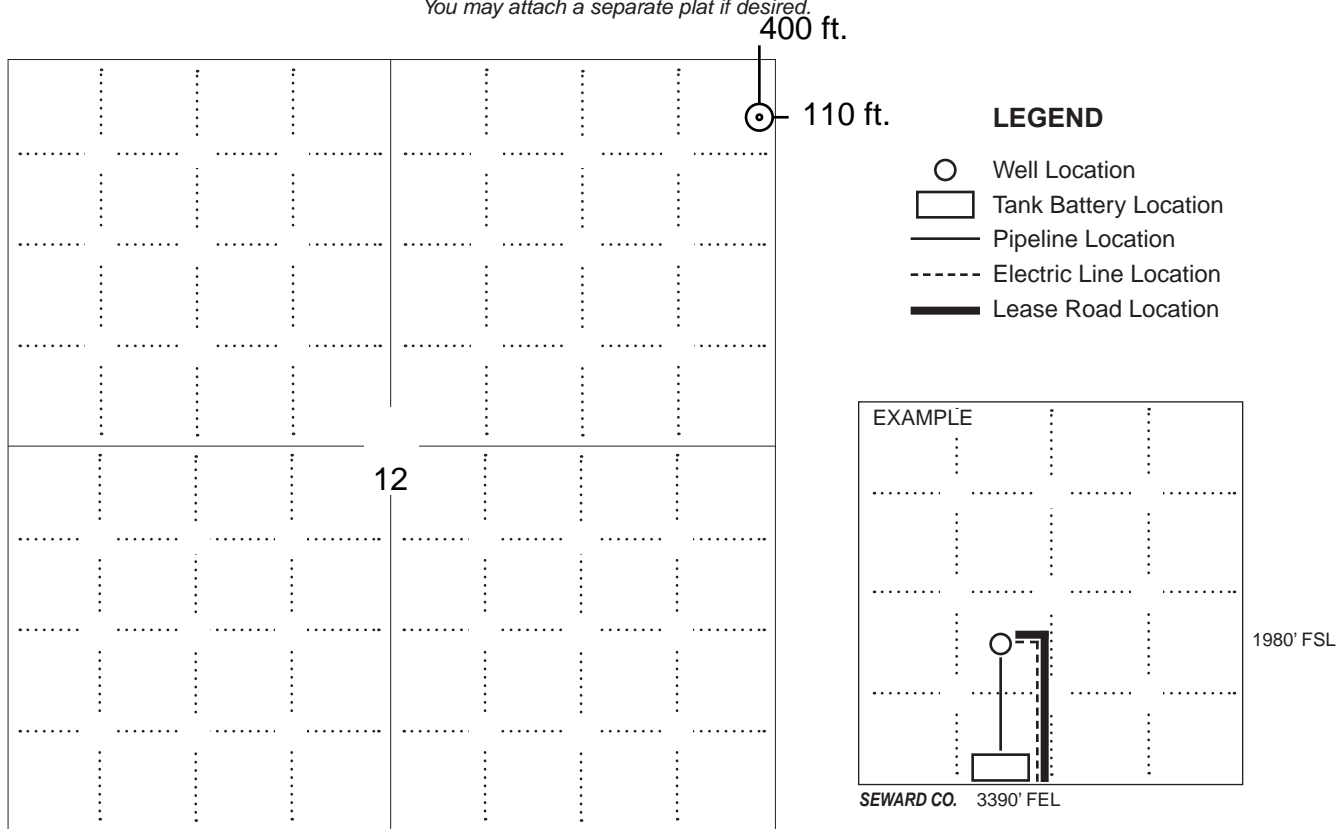 You may attach a separate plat if desired.
400 ft.
110 ft.
LEGEND
Well Location
Tank Battery Location
Pipeline Location
Electric Line Location
Lease Road Location
12
EXAMPLE
1980' FSL
SEWARD CO. 3390' FEL